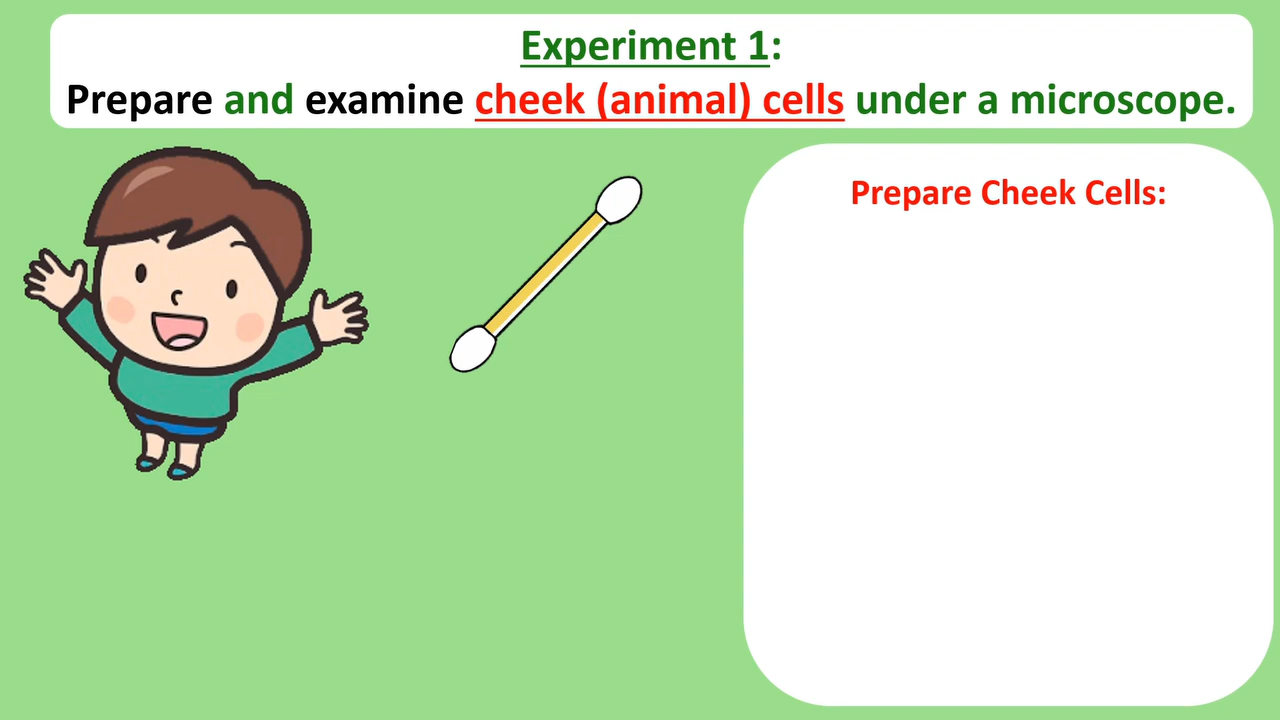 Experiment 1:
Prepare and examine cheek (animal) cells under a microscope.
Prepare Cheek Cells: